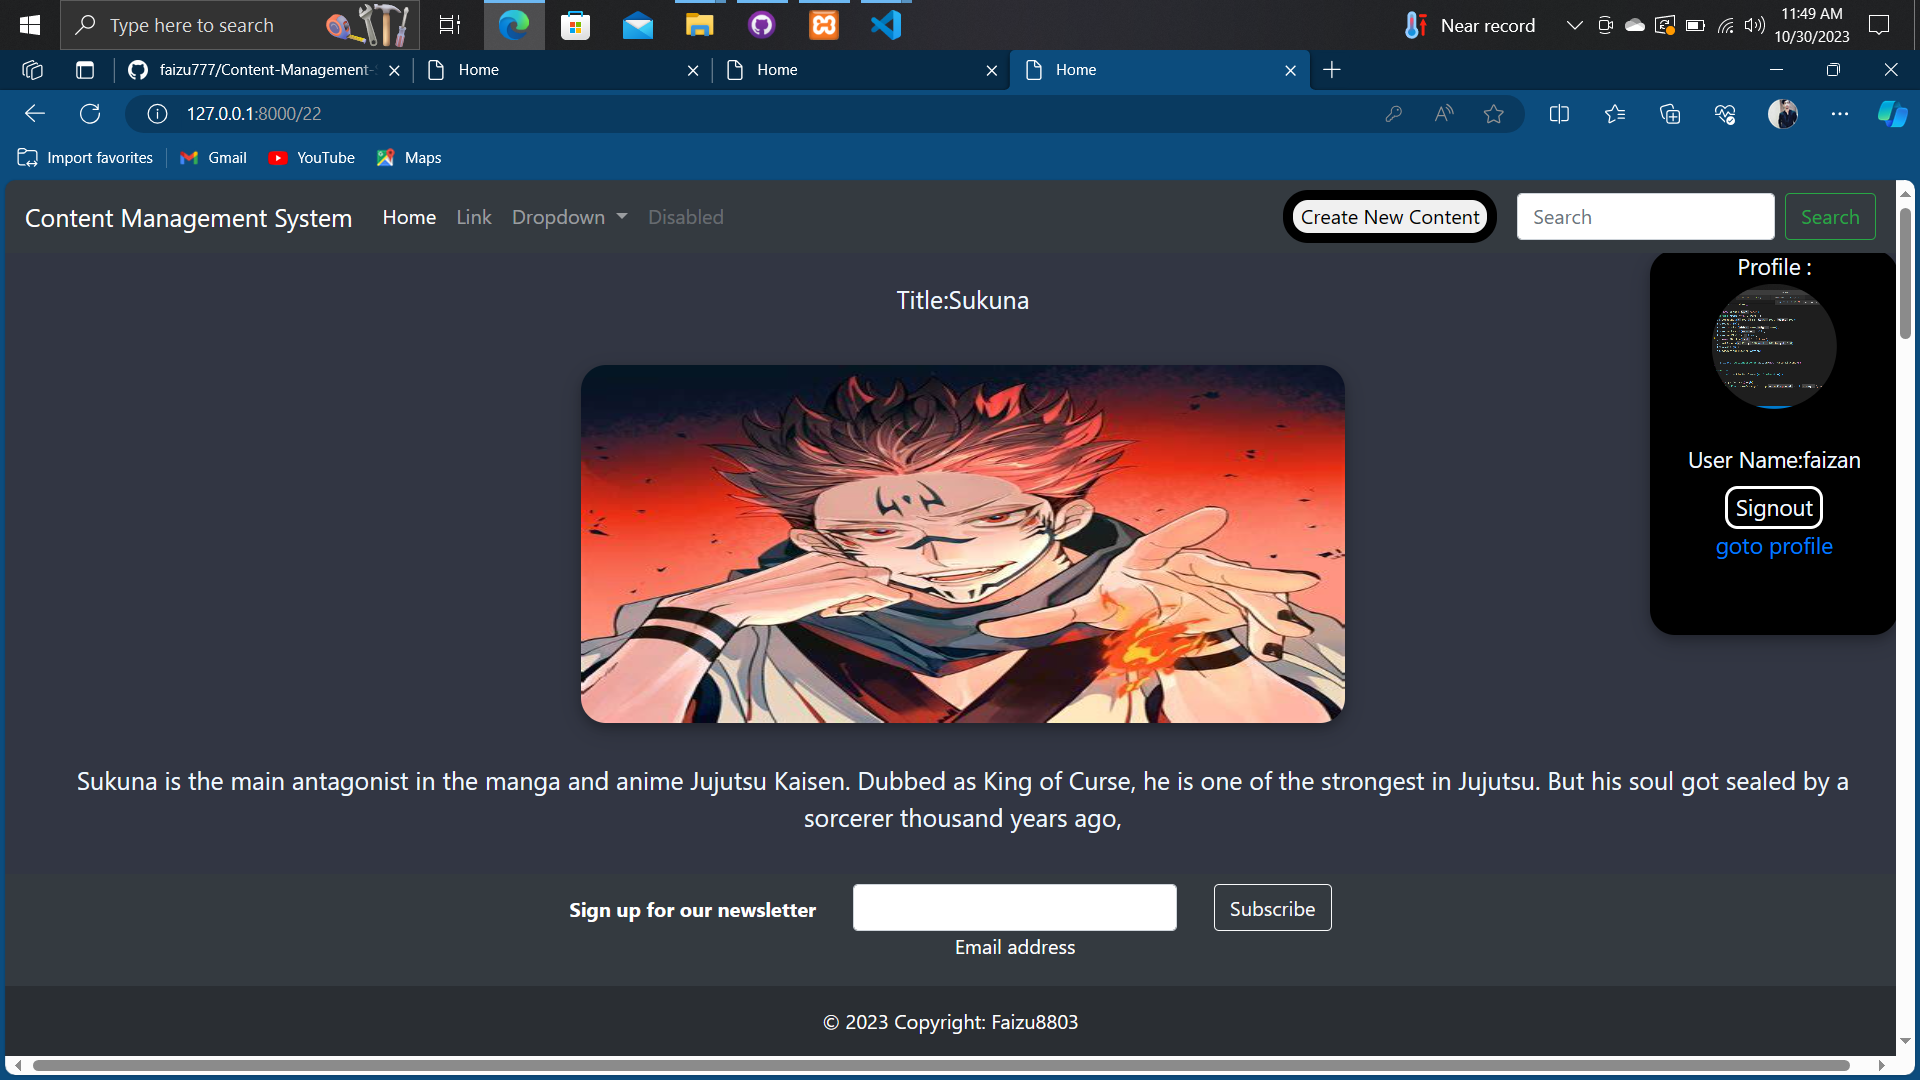 Type here to search
Near record
11:49 AM
10/30/2023
faizu777/Content-Management-
Home
Home
Home
127.0.0.1:8000/22
Import favorites
Gmail
YouTube
Maps
Content Management System
Home
Link
Dropdown
Disabled
Create New Content
Search
Search
Profile :
Title:Sukuna
User Name:faizan
Signout
goto profile
Sukuna is the main antagonist in the manga and anime Jujutsu Kaisen. Dubbed as King of Curse, he is one of the strongest in Jujutsu. But his soul got sealed by a
sorcerer thousand years ago,
Sign up for our newsletter
Subscribe
Email address
© 2023 Copyright: Faizu8803